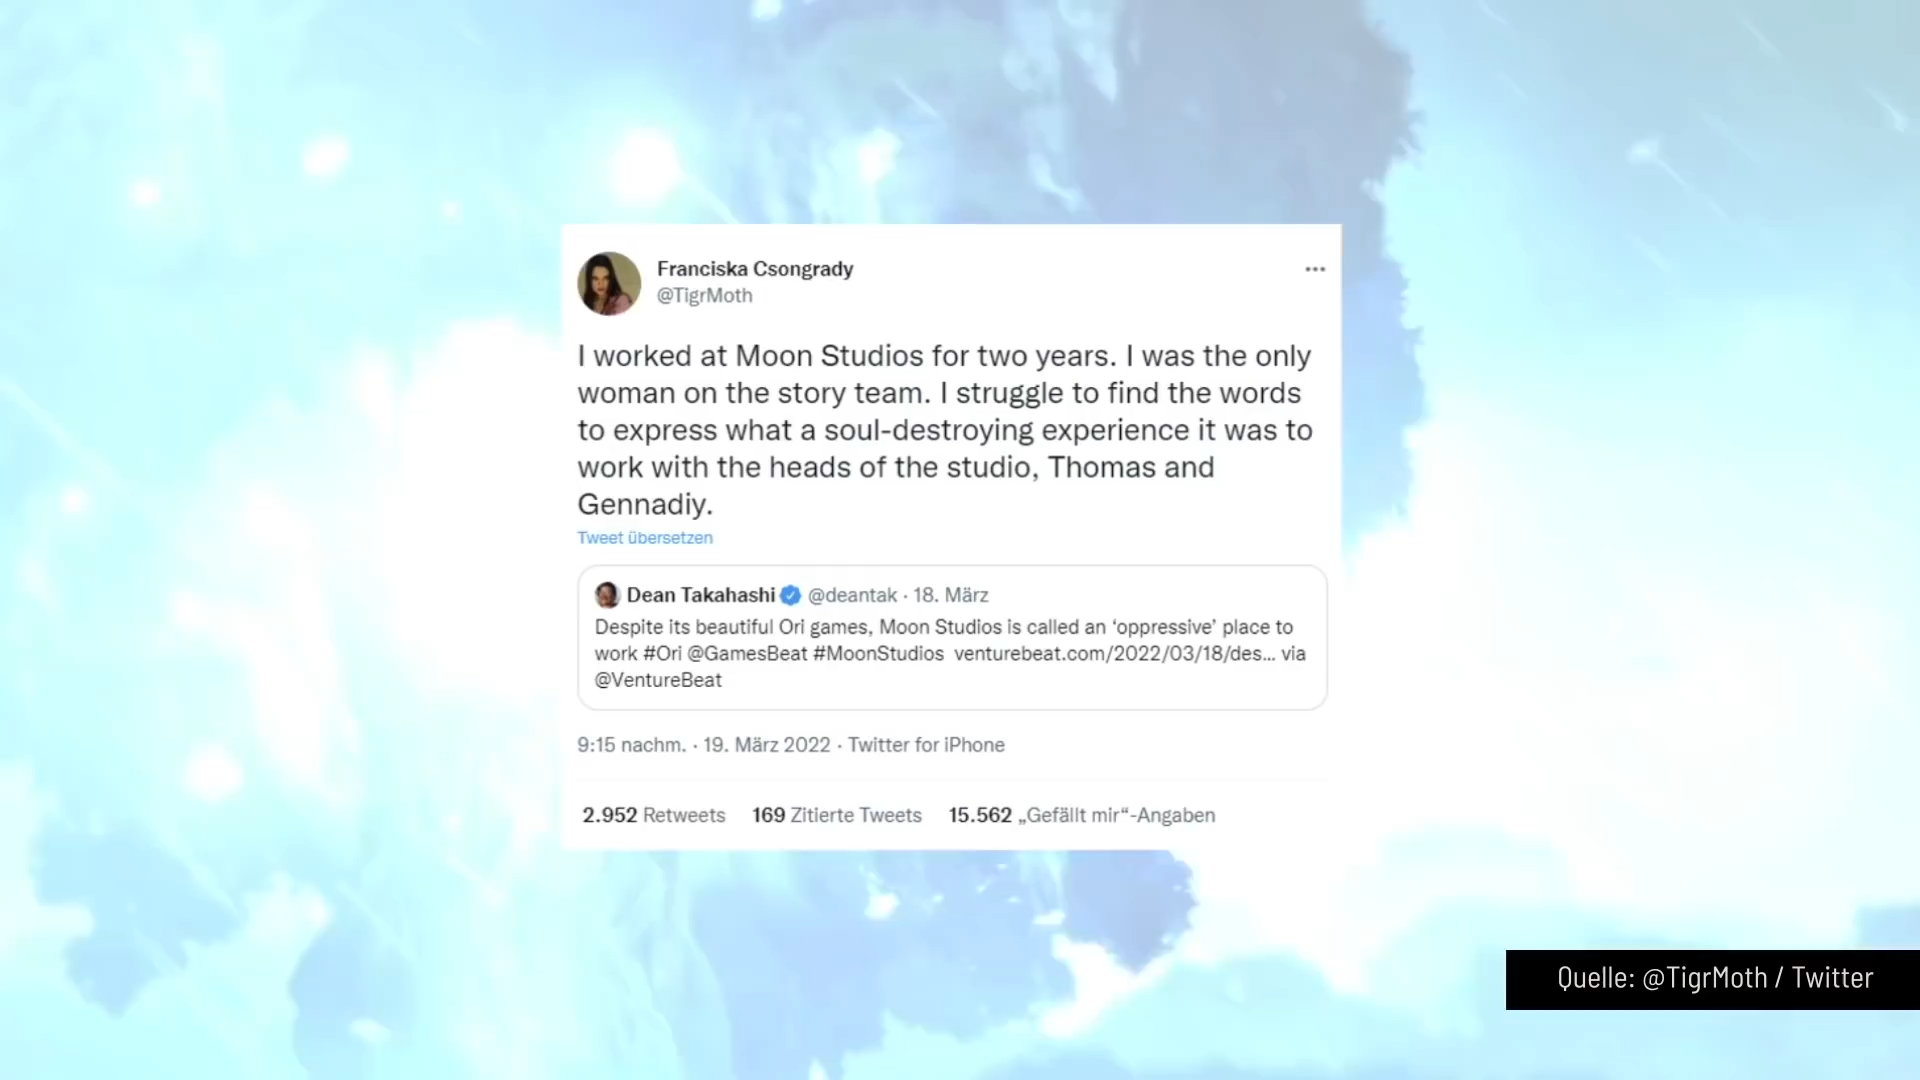 Franciska Csongrady
@TigrMoth
I worked at Moon Studios for two years. I was the only
woman on the story team. I struggle to find the words
to express what a soul-destroying experience it was to
work with the heads of the studio, Thomas and
Gennadiy.
Tweet übersetzen
Dean Takahashi @deantak · 18. März
Despite its beautiful Ori games, Moon Studios is called an ‘oppressive’ place to
work #Ori @GamesBeat #MoonStudios venturebeat.com/2022/03/18/des... via
@VentureBeat
9:15 nachm. · 19. März 2022 · Twitter for iPhone
2.952 Retweets 169 Zitierte Tweets 15.562 „Gefällt mir“-Angaben
Quelle: @TigrMoth / Twitter